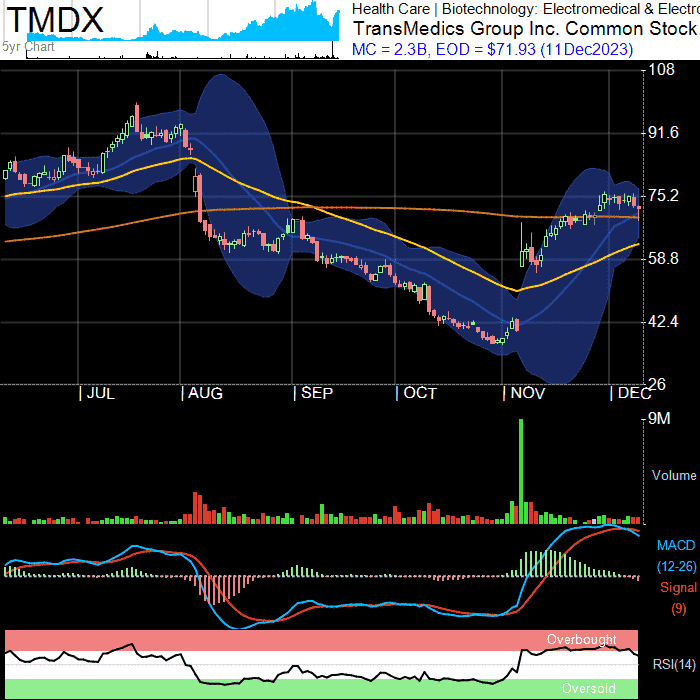 TMDX
5yr Chart
Health Care | Biotechnology: Electromedical & Electro
TransMedics Group Inc. Common Stock
MC = 2.3B, EOD = $71.93 (11Dec2023)
108
91.6
75.2
58.8
42.4
26
| JUL | AUG | SEP | OCT | NOV | DEC
9M
Volume
MACD
(12-26)
Signal
(9)
Overbought
RSI(14)
Oversold